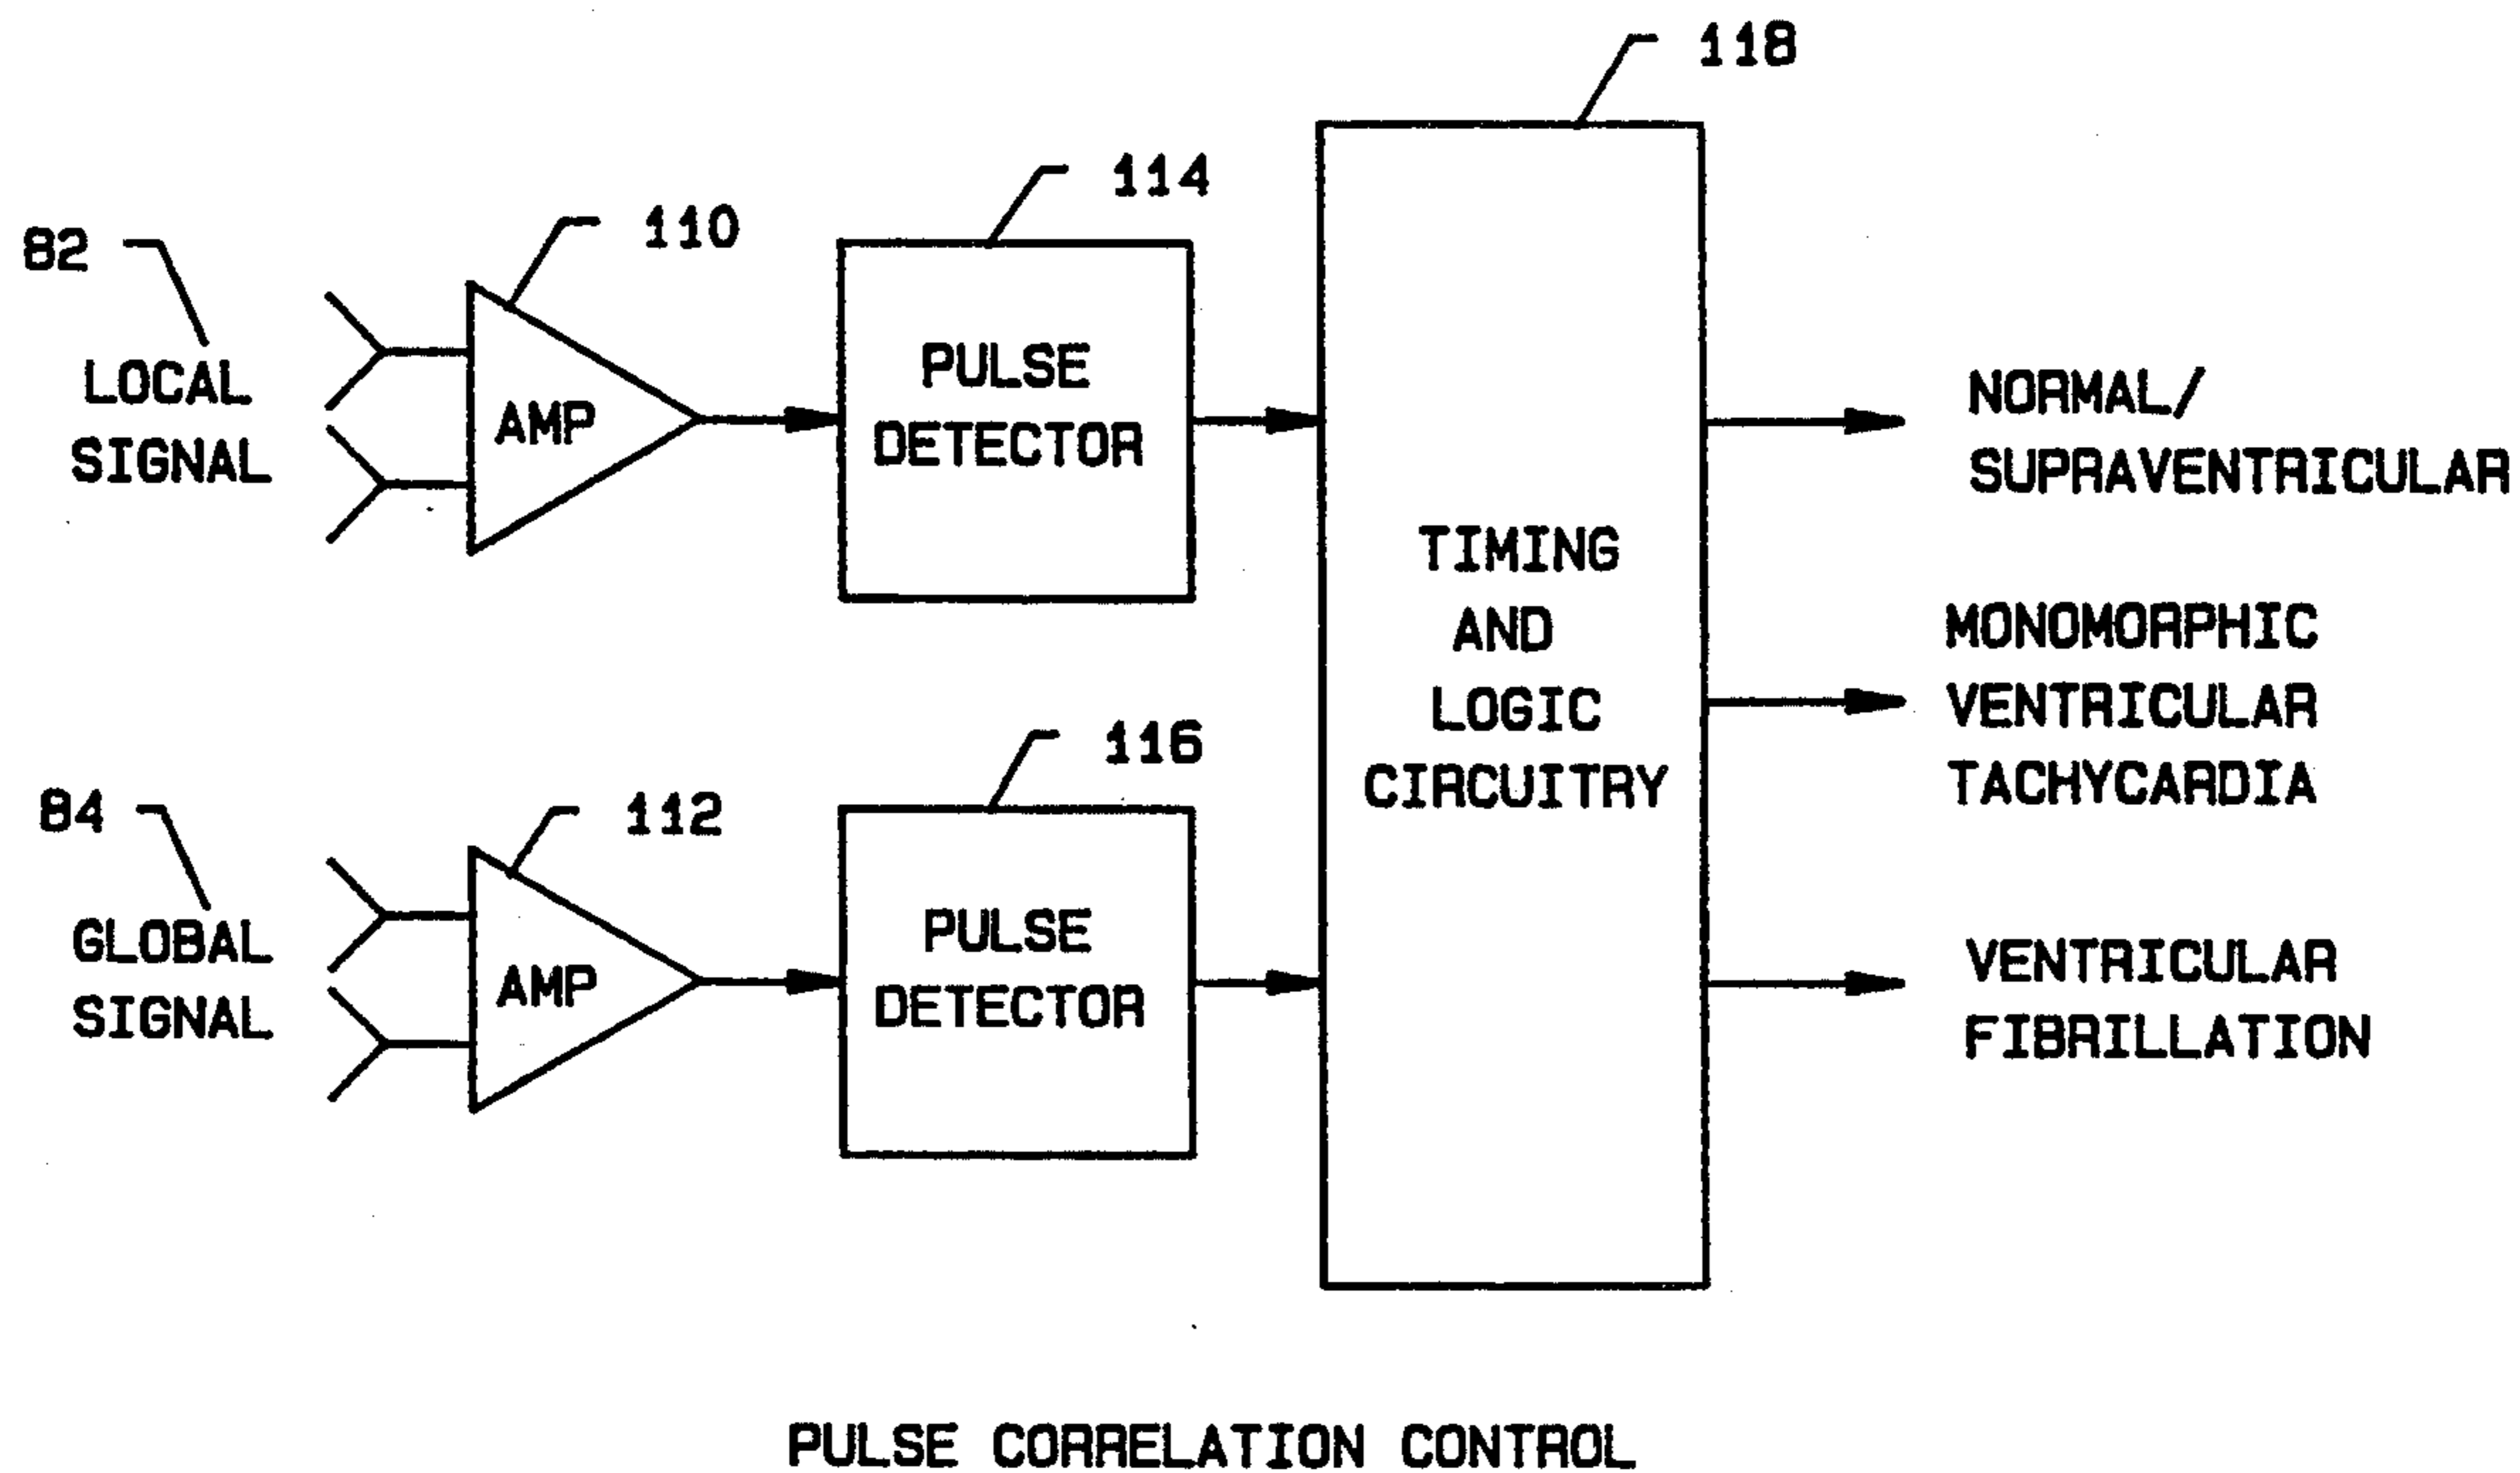 118
114
110
82
LOCAL
SIGNAL
AMP
PULSE
DETECTOR
TIMING
AND
LOGIC
CIRCUITRY
NORMAL/
SUPRAVENTRICULAR
MONOMORPHIC
VENTRICULAR
TACHYCARDIA
116
112
84
GLOBAL
SIGNAL
AMP
PULSE
DETECTOR
VENTRICULAR
FIBRILLATION
PULSE CORRELATION CONTROL